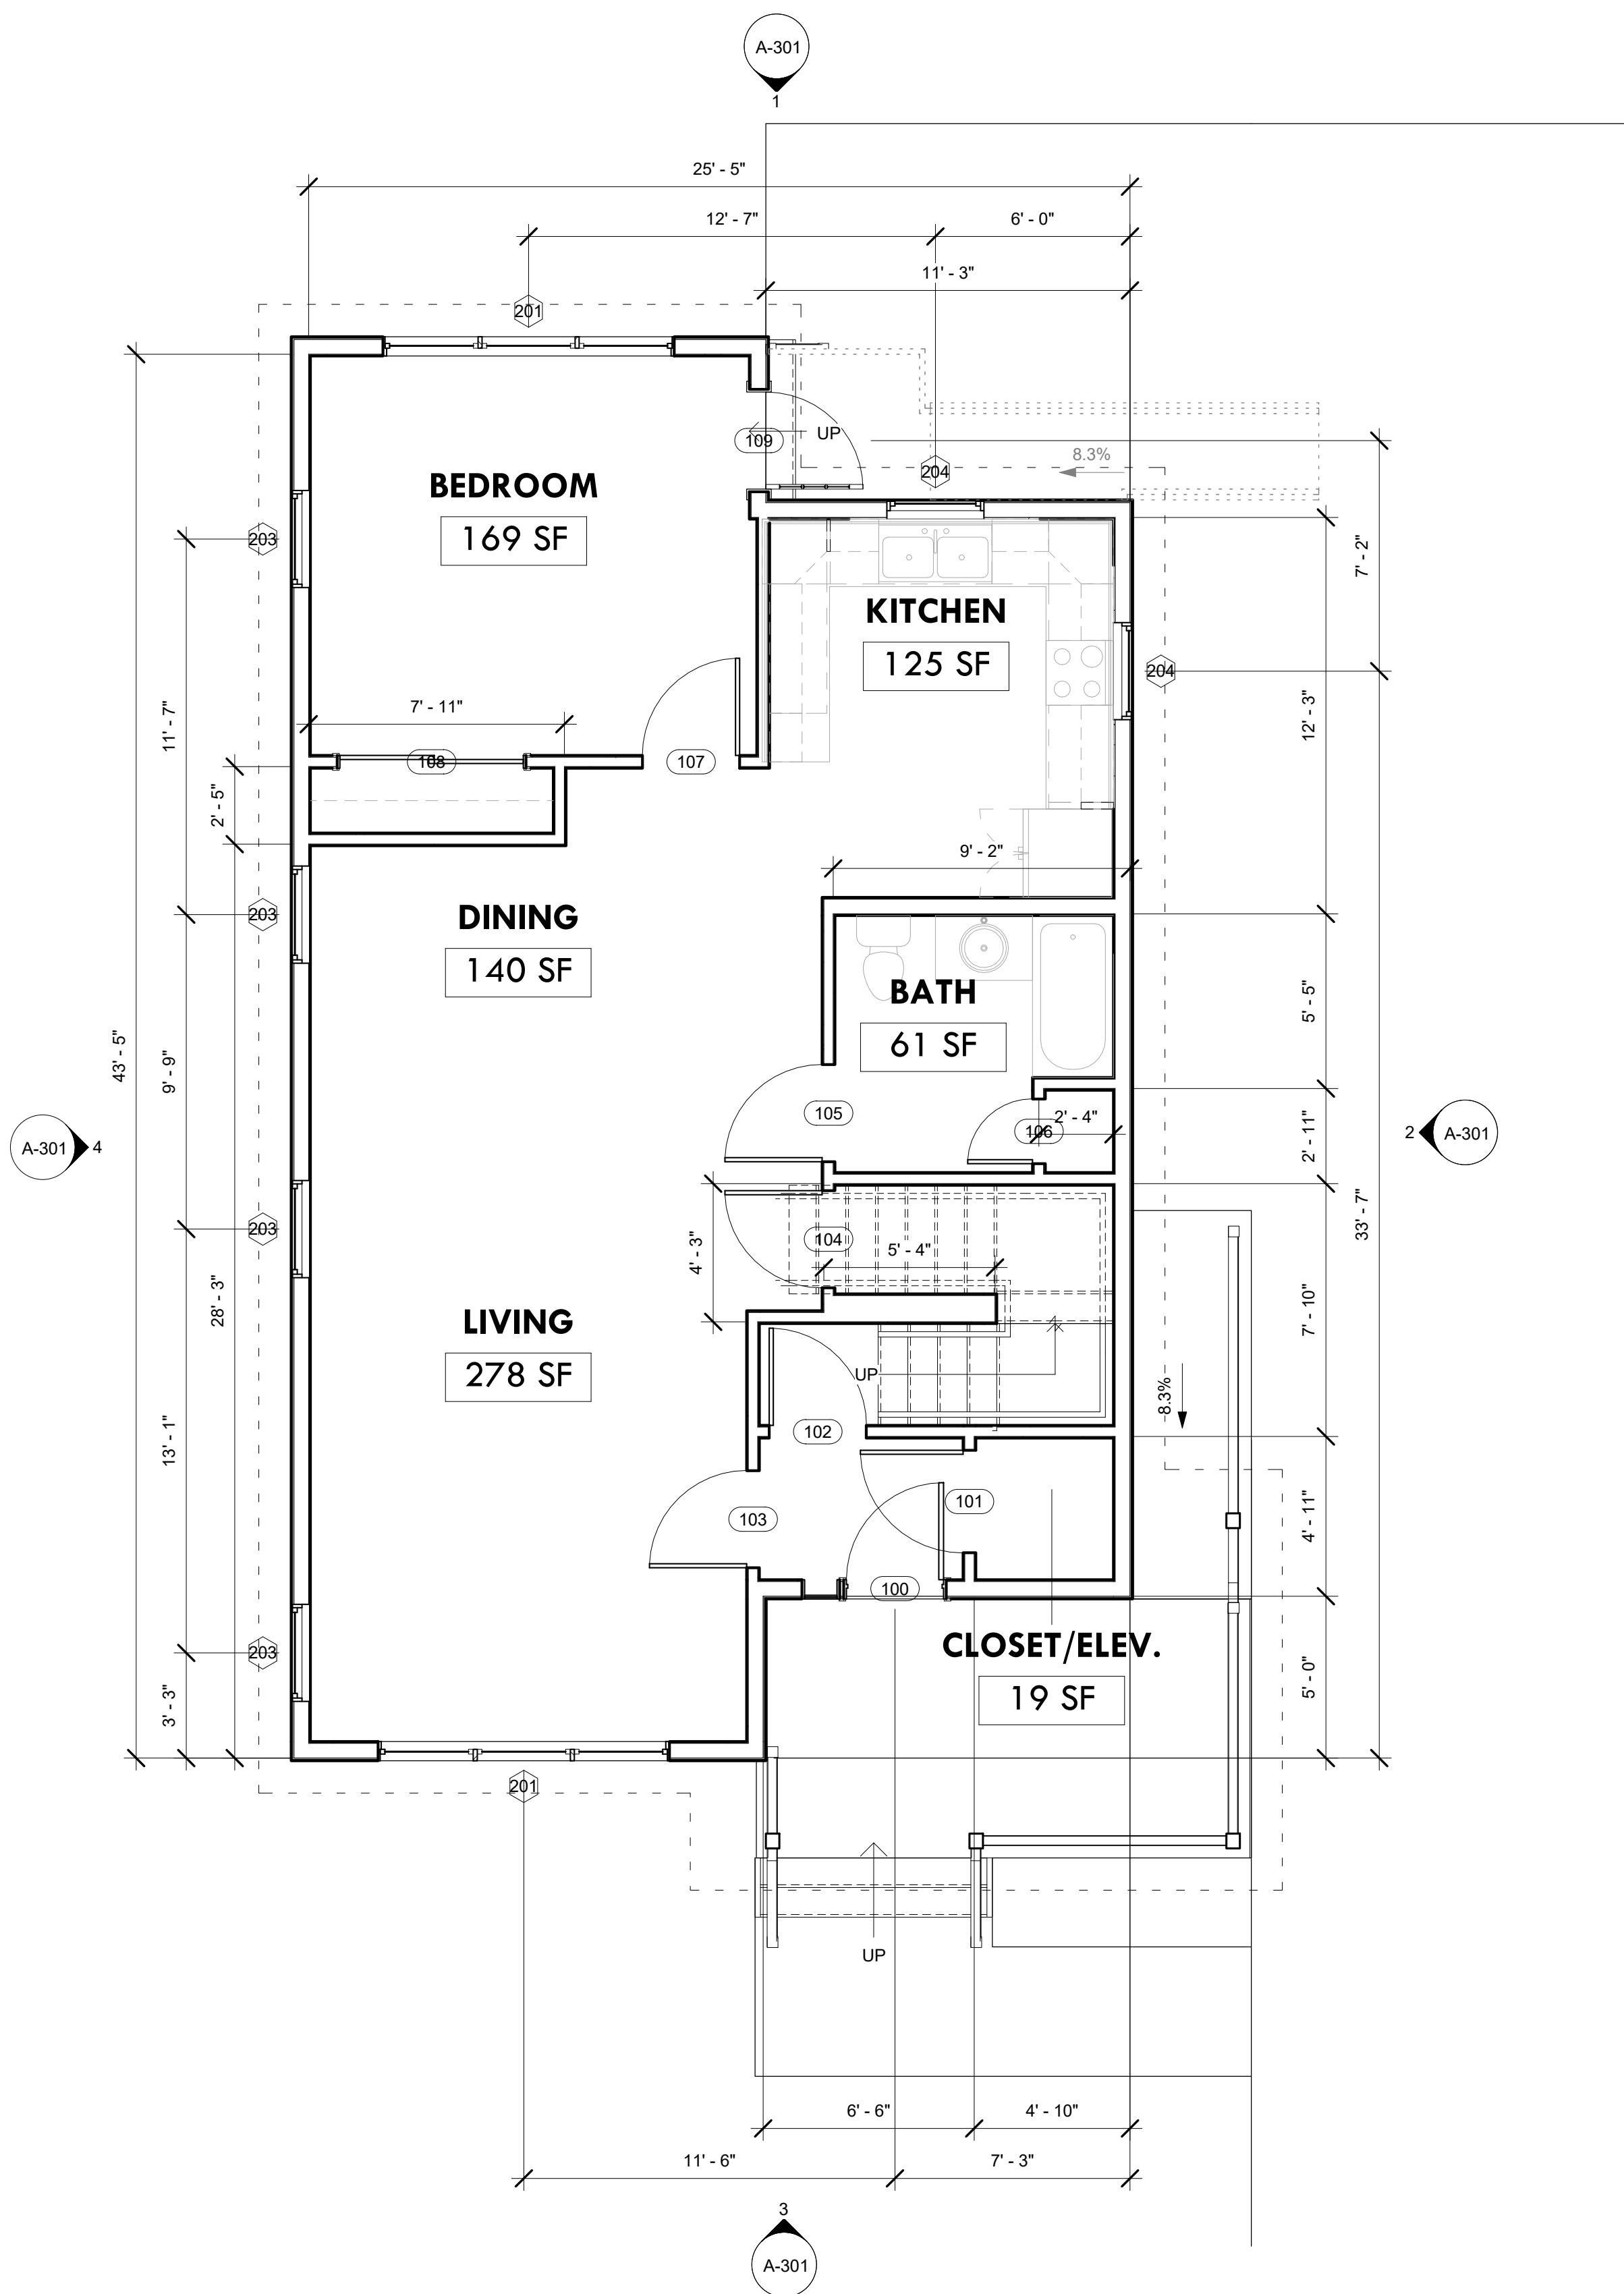 A-301
1
25' - 5"
12' - 7"
6' - 0"
11' - 3"
201
109
UP
8.3%
204
BEDROOM
169 SF
203
KITCHEN
125 SF
204
7' - 2"
7' - 11"
11' - 7"
12' - 3"
108
107
2' - 5"
9' - 2"
DINING
140 SF
203
BATH
61 SF
5' - 5"
43' - 5"
9' - 9"
105
106
2' - 4"
2' - 11"
A-301
4
2
A-301
203
104
5' - 4"
4' - 3"
33' - 7"
28' - 3"
7' - 10"
LIVING
278 SF
UP
8.3%
102
13' - 1"
103
101
4' - 11"
100
203
CLOSET/ELEV.
19 SF
5' - 0"
3' - 3"
201
UP
6' - 6"
4' - 10"
11' - 6"
7' - 3"
3
A-301